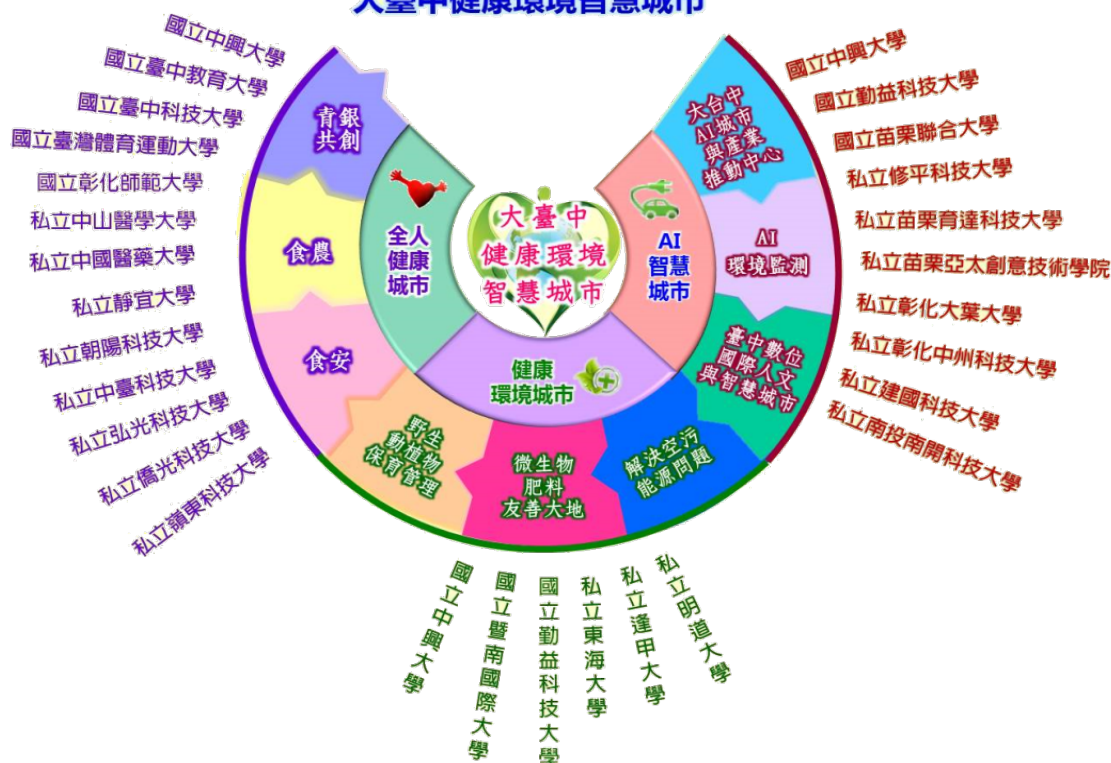 大臺中健康環境智慧城市
國立中興大學
國立臺中教育大學
國立臺中科技大學
國立臺灣體育運動大學
國立彰化師範大學
私立中山醫學大學
私立中國醫藥大學
私立靜宜大學
私立朝陽科技大學
私立中臺科技大學
私立弘光科技大學
私立僑光科技大學
私立嶺東科技大學
青銀
共創
食農
食安
全人
健康
城市
大臺中
健康環境
智慧城市
AI
智慧
城市
健康
環境城市
大台中
AI城市
與產業
推動中心
AI
環境監測
臺中數位
國際人文
與智慧城市
野生
動植物
保育管理
微生物
肥料
友善大地
解決空污
能源問題
國立中興大學
國立勤益科技大學
國立苗栗聯合大學
私立修平科技大學
私立苗栗育達科技大學
私立苗栗亞太創意技術學院
私立彰化大葉大學
私立彰化中州科技大學
私立建國科技大學
私立南投南開科技大學
國立中興大學
國立暨南國際大學
國立勤益科技大學
私立東海大學
私立逢甲大學
私立明道大學